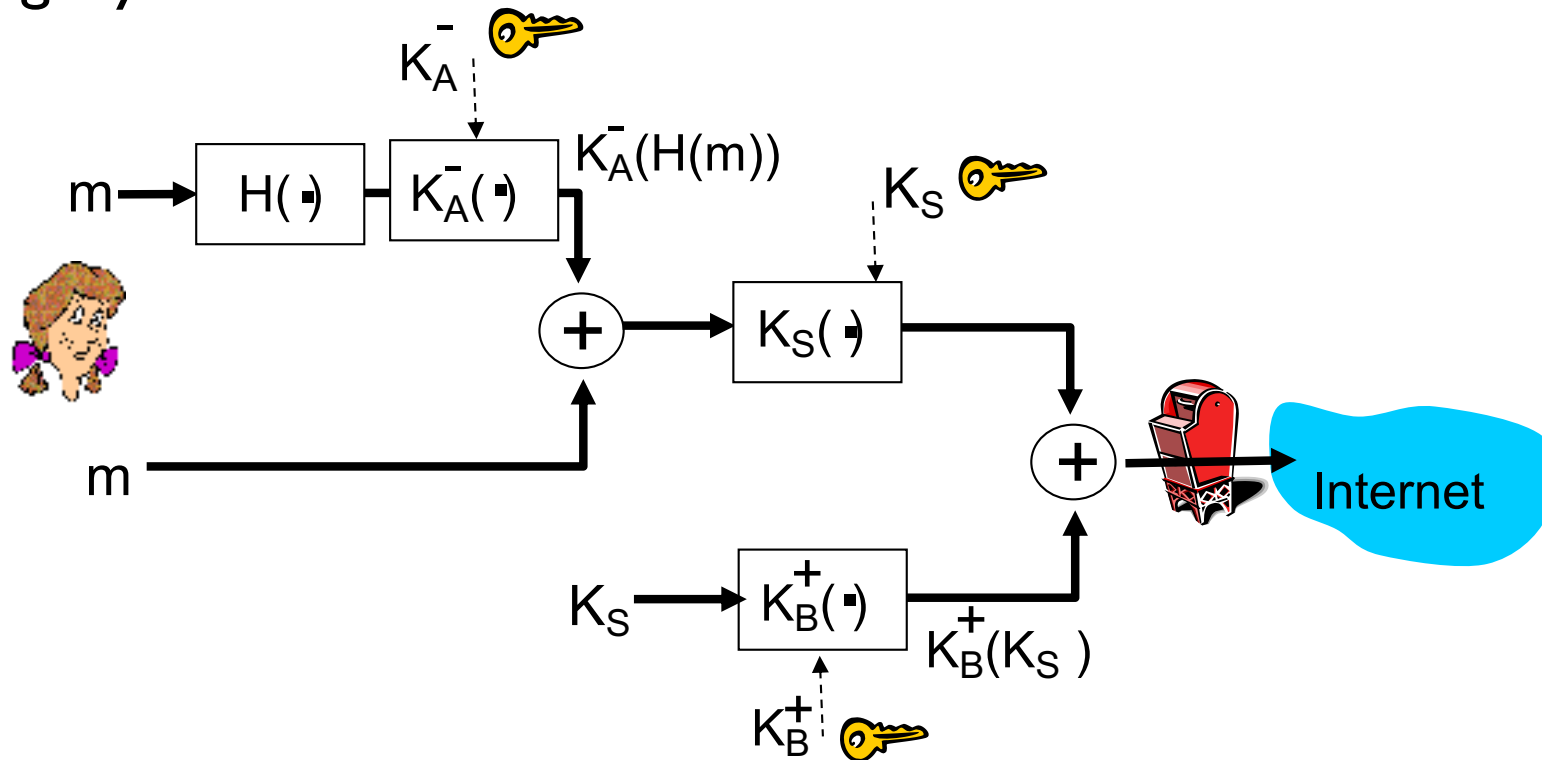 K_A^-
K_A^-(H(m))
m
H(·)
K_A^-(·)
K_S
+
K_S(·)
m
+
Internet
K_S
K_B^+(·)
K_B^+(K_S )
K_B^+